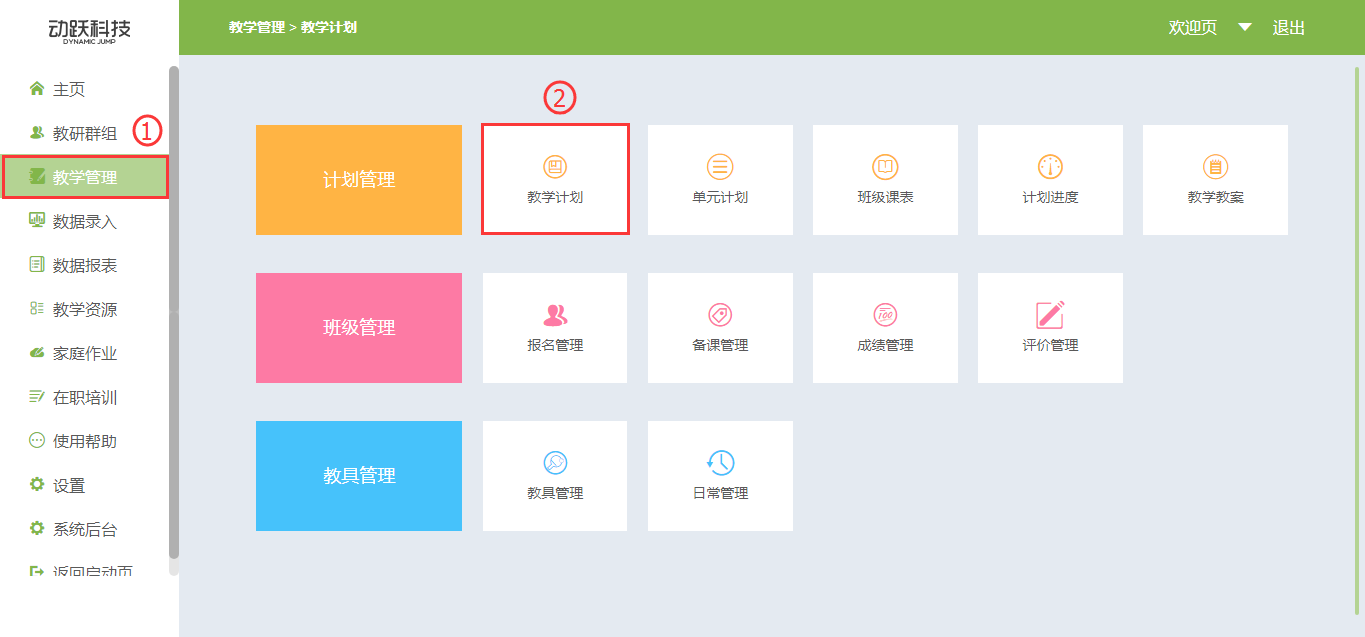 动跃科技
DYNAMIC JUMP
教学管理 > 教学计划
欢迎页
退出
主页
教研群组
①
教学管理
数据录入
数据报表
教学资源
家庭作业
在职培训
使用帮助
设置
系统后台
返回启动页
②
计划管理
教学计划
单元计划
班级课表
计划进度
教学教案
班级管理
报名管理
备课管理
100
成绩管理
评价管理
教具管理
教具管理
日常管理